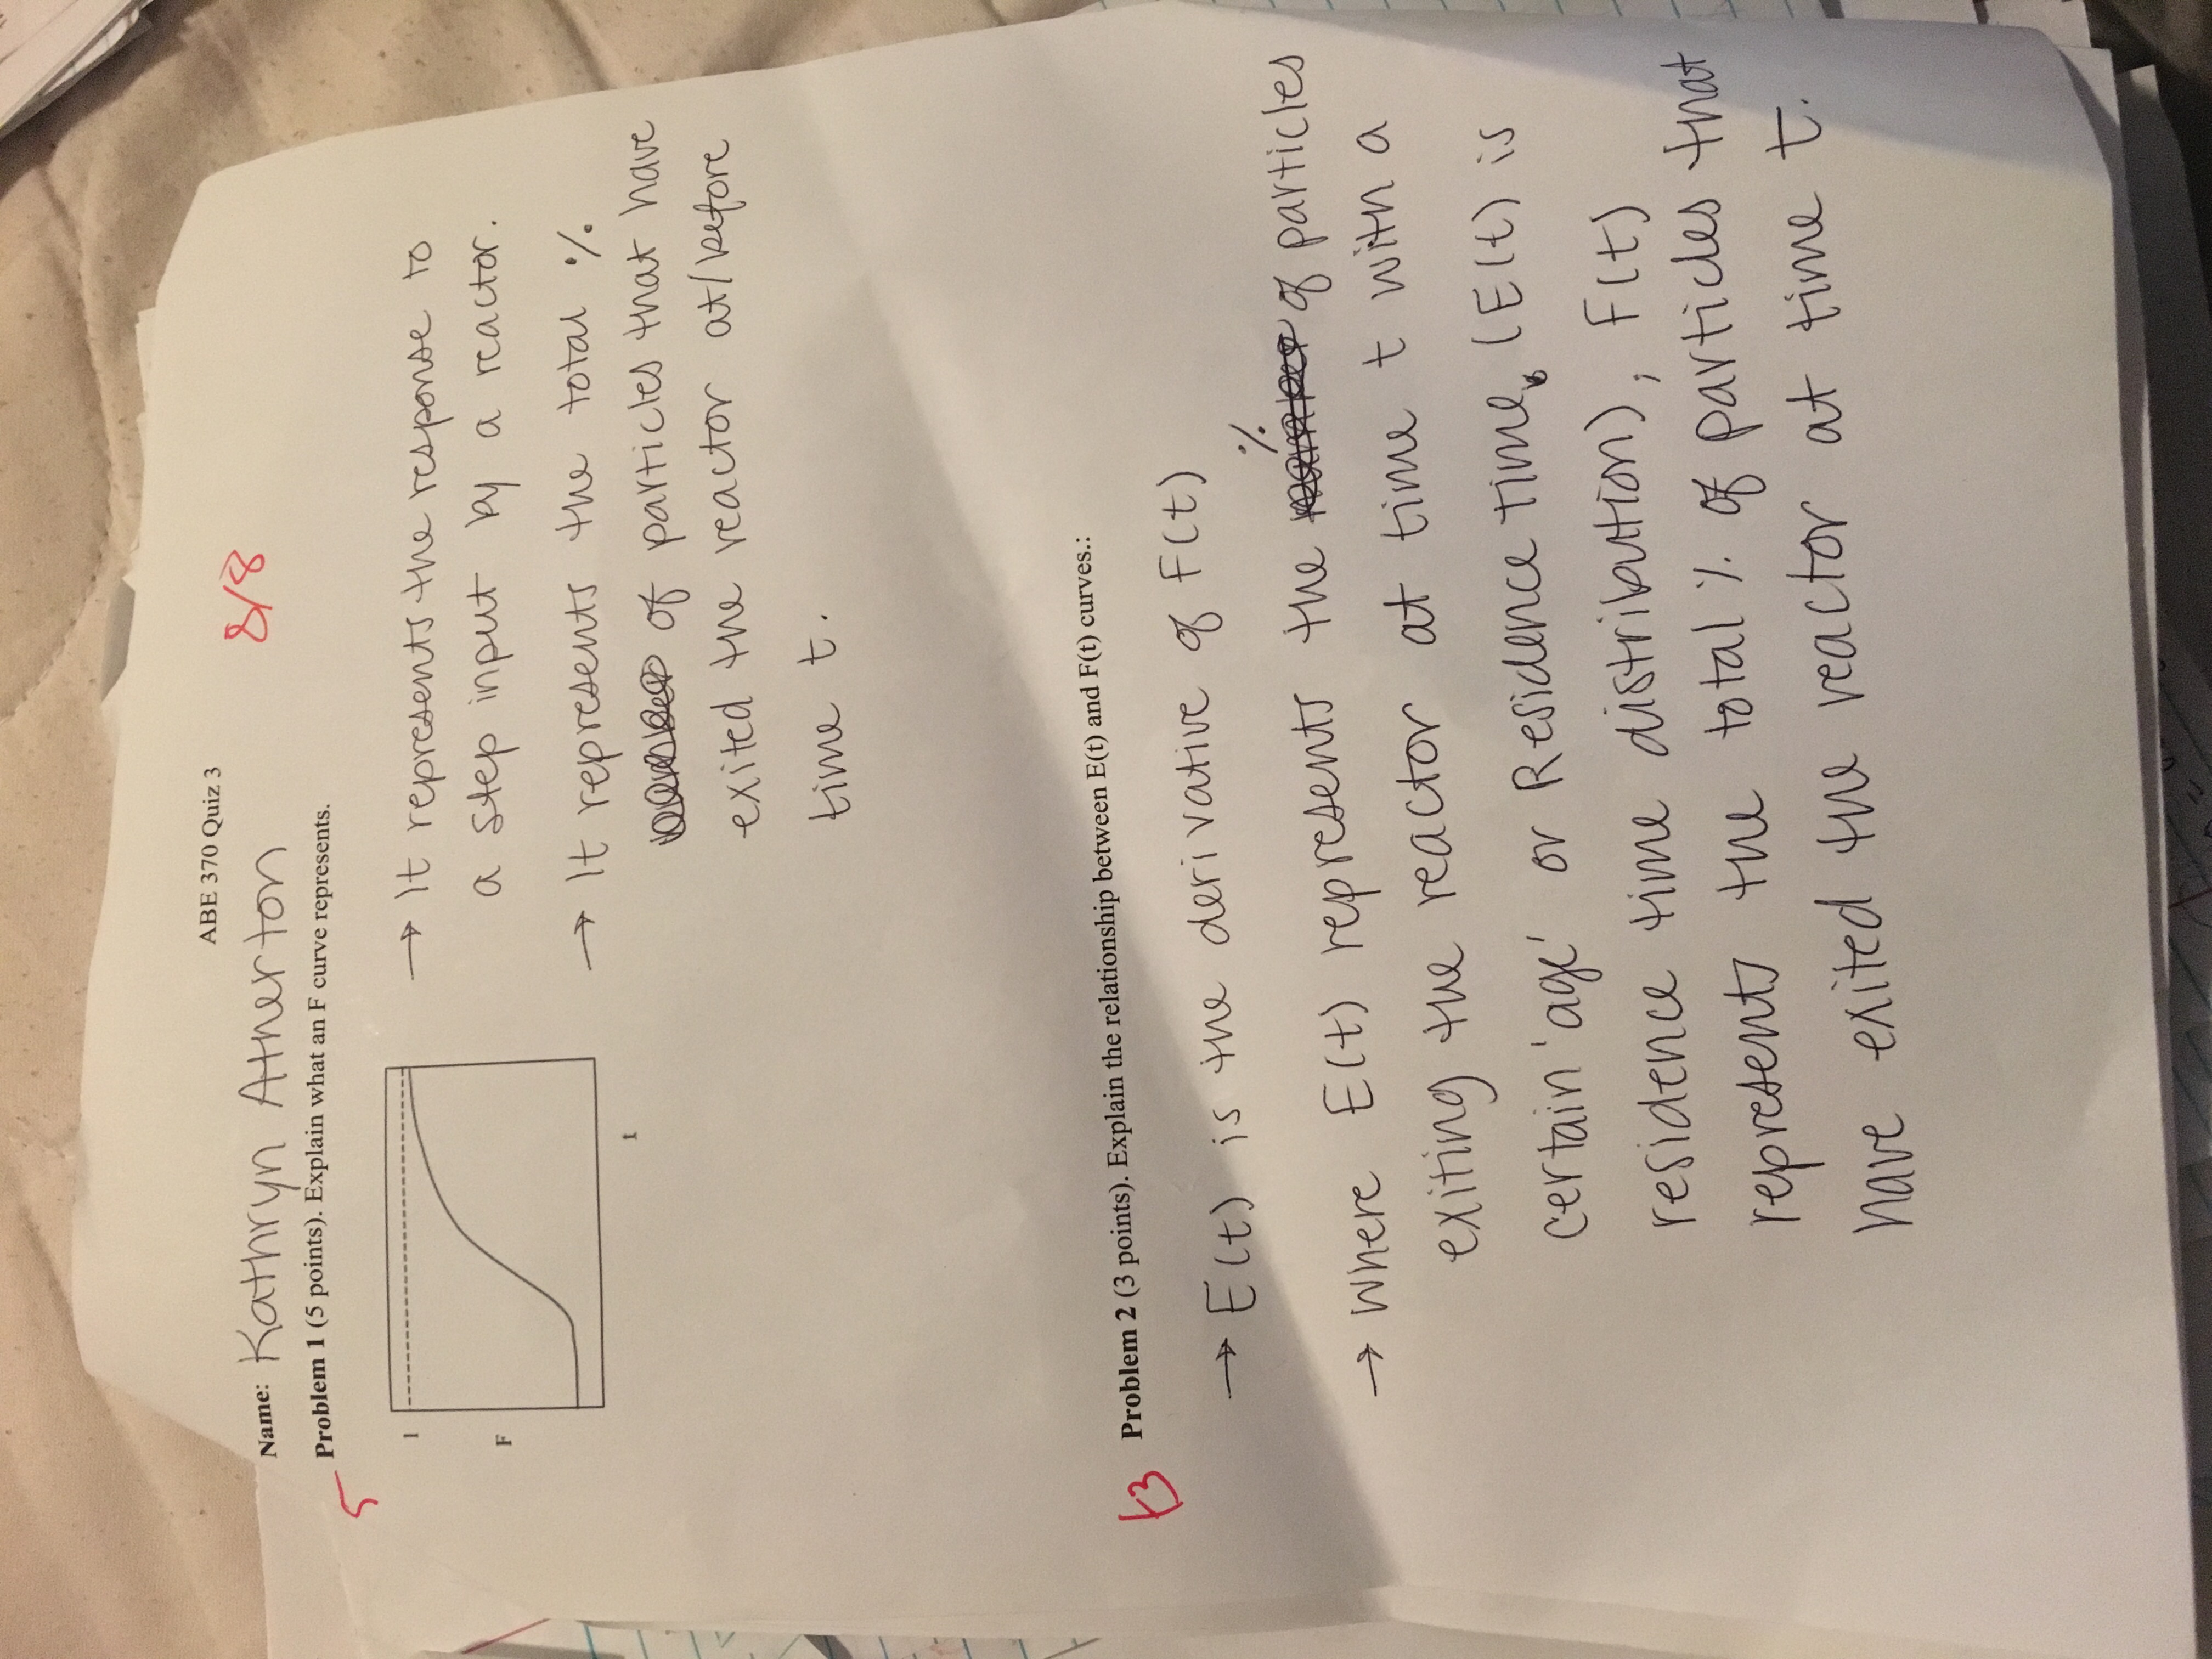 ABE 370 Quiz 3
Name: Kathryn Atherton
8/8
Problem 1 (5 points). Explain what an F curve represents.
5
1
F
t
→ It represents the response to
a step input by a reactor.
→ It represents the total %
of particles that have
exited the reactor at/before
time t.
Problem 2 (3 points). Explain the relationship between E(t) and F(t) curves.:
+3
→ E(t) is the derivative of F(t)
%
→ Where E(t) represents the number of particles
exiting the reactor at time t with a
certain 'age' or Residence time, (E(t) is
residence time distribution), F(t)
represents the total % of particles that
have exited the reactor at time t.